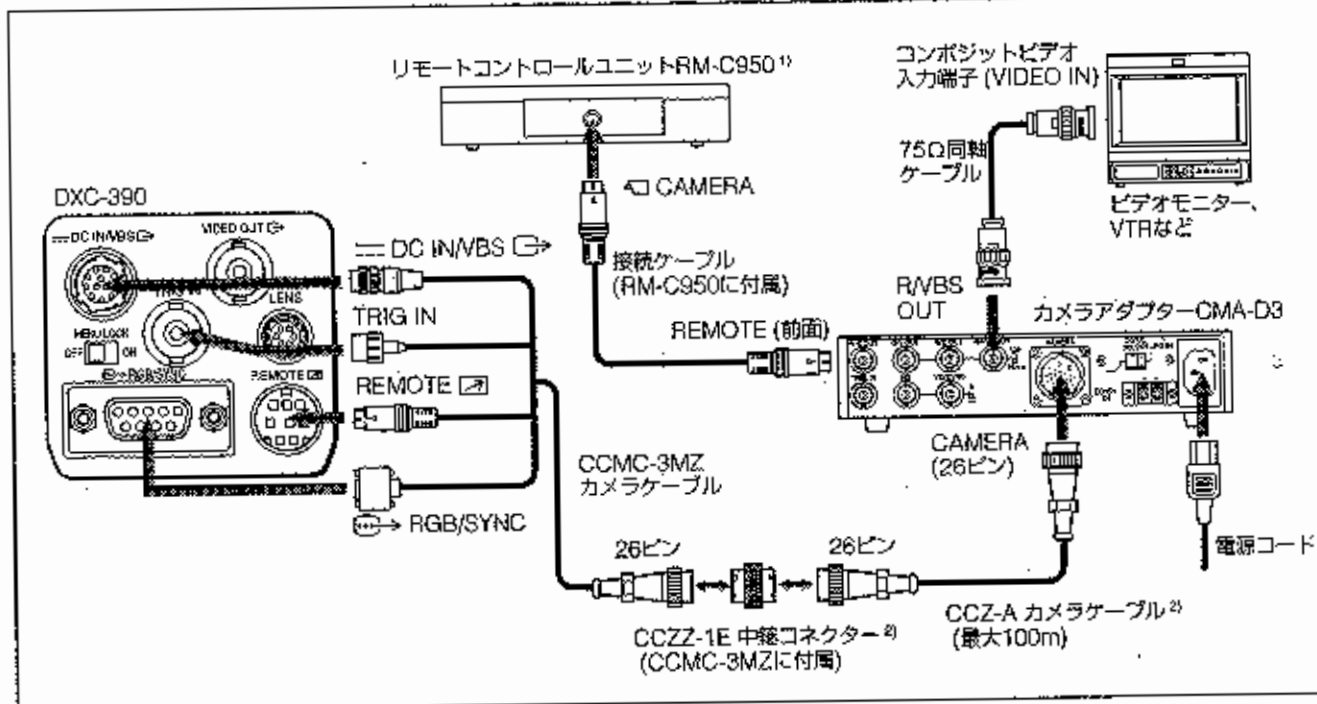 リモートコントロールユニットRM-C950 1)
コンポジットビデオ
入力端子 (VIDEO IN)
75Ω同軸
ケーブル
ビデオモニター、
VTRなど
CAMERA
接続ケーブル
(RM-C950に付属)
R/VBS
OUT
カメラアダプターCMA-D3
REMOTE (前面)
DXC-390
DC IN/VBS
VIDEO OUT
TRIG IN
LENS
MENU LOCK
OFF
ON
RGB/SYNC
REMOTE
DC IN/VBS
TRIG IN
REMOTE
RGB/SYNC
CCMC-3MZ
カメラケーブル
CAMERA
(26ピン)
電源コード
26ピン
26ピン
CCZZ-1E 中継コネクター 2)
(CCMC-3MZに付属)
CCZ-A カメラケーブル 2)
(最大100m)